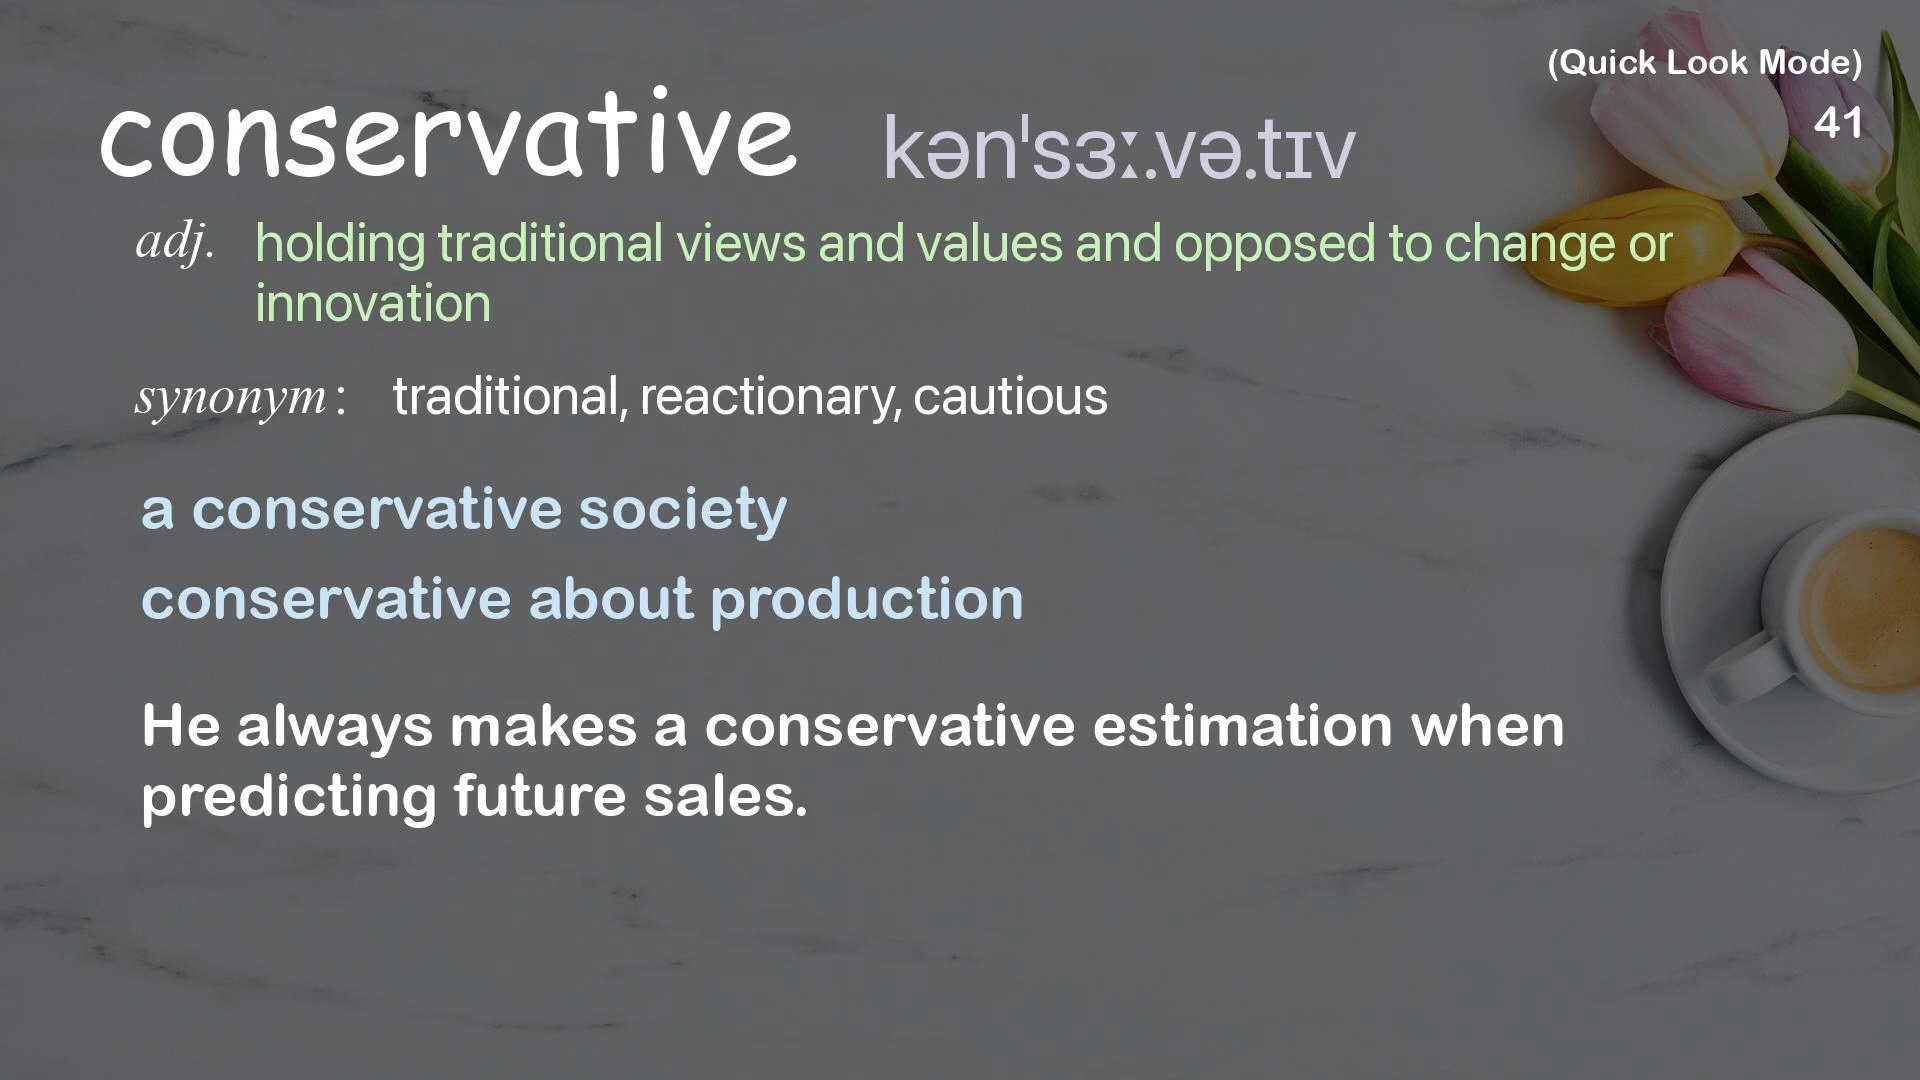 (Quick Look Mode)
41
conservative kən'sɜː.və.tɪv
adj. holding traditional views and values and opposed to change or
innovation
synonym : traditional, reactionary, cautious
a conservative society
conservative about production
He always makes a conservative estimation when
predicting future sales.